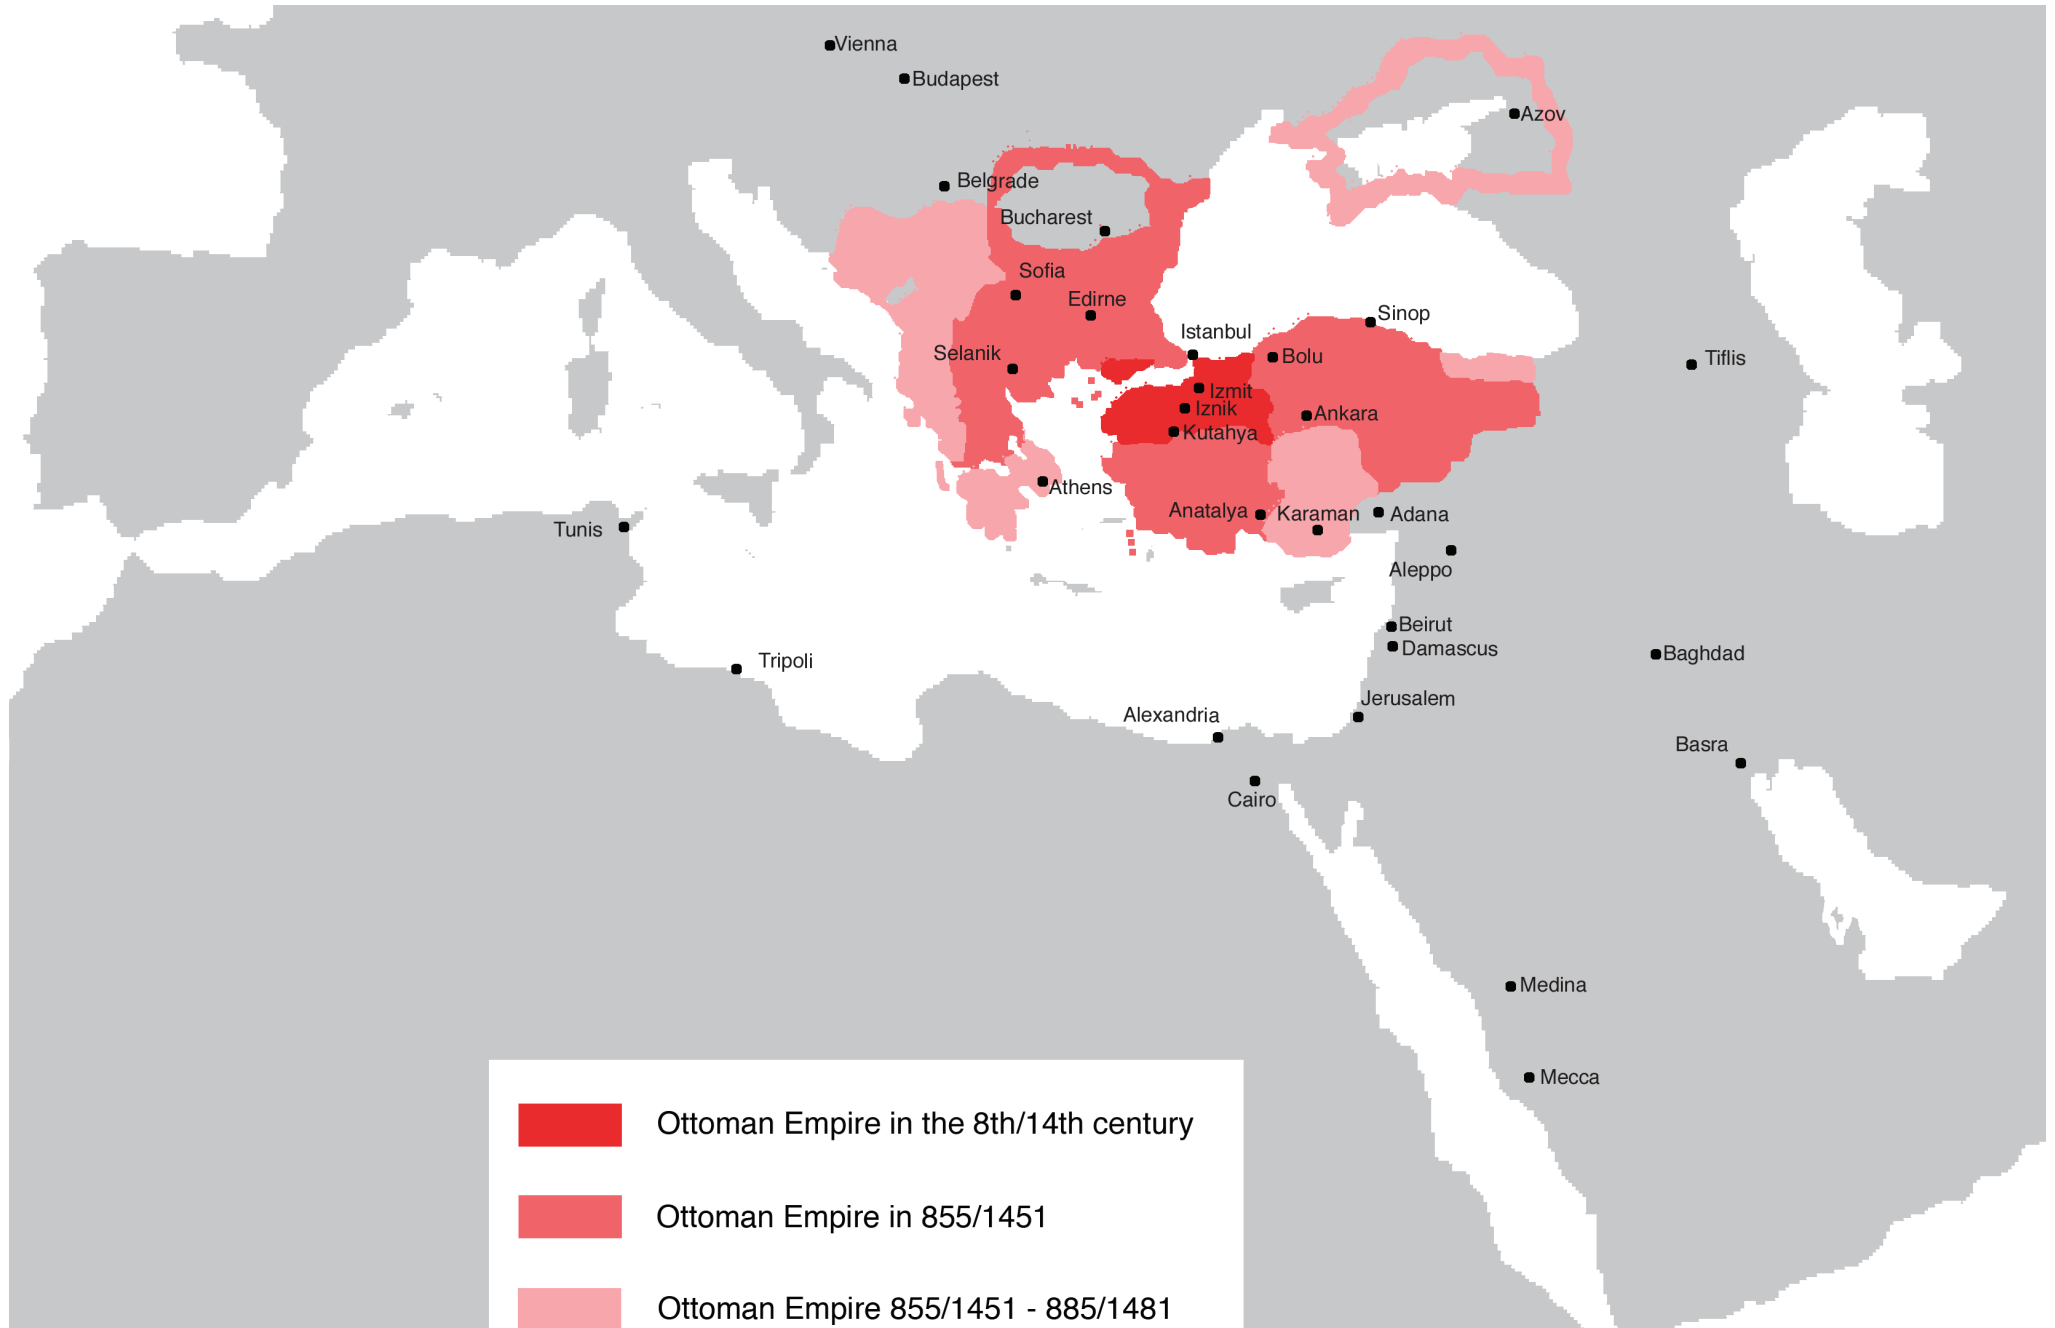 Vienna
Budapest
Azov
Belgrade
Bucharest
Sofia
Edirne
Sinop
Istanbul
Selanik
Bolu
Tiflis
Izmit
Iznik
Ankara
Kutahya
Athens
Anatalya
Karaman
Adana
Tunis
Aleppo
Beirut
Damascus
Baghdad
Tripoli
Jerusalem
Alexandria
Basra
Cairo
Medina
Mecca
Ottoman Empire in the 8th/14th century
Ottoman Empire in 855/1451
Ottoman Empire 855/1451 - 885/1481